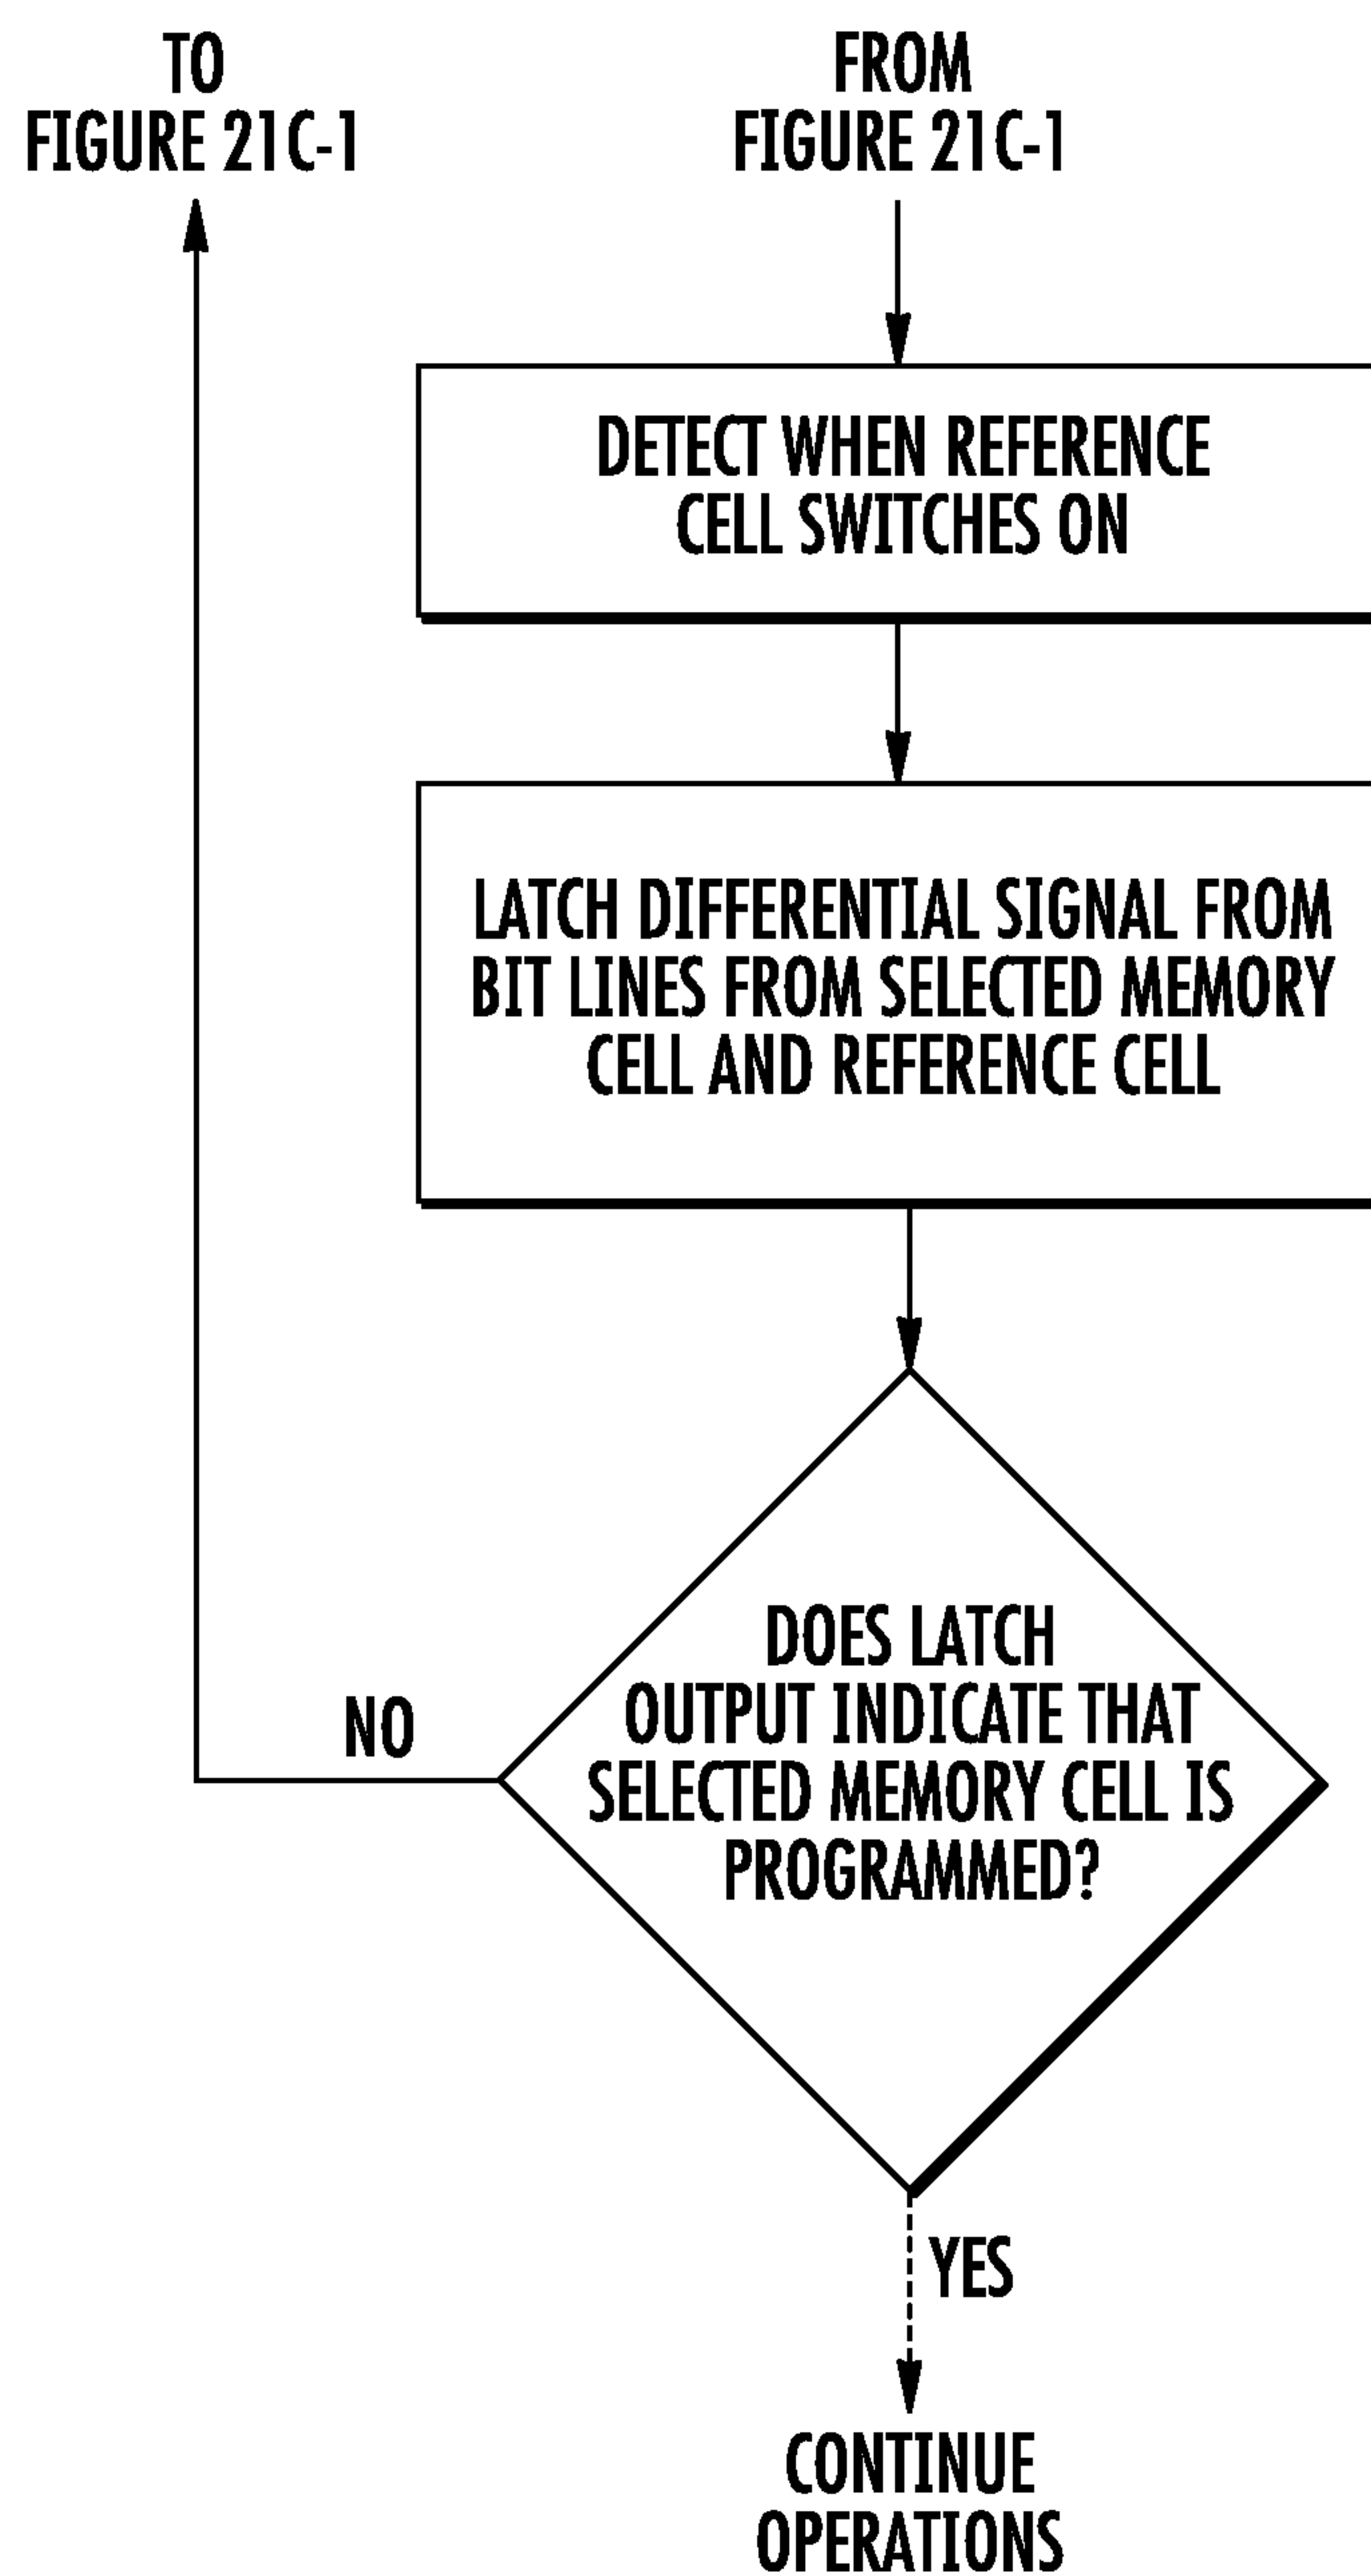 TO
FIGURE 21C-1
FROM
FIGURE 21C-1
DETECT WHEN REFERENCE
CELL SWITCHES ON
LATCH DIFFERENTIAL SIGNAL FROM
BIT LINES FROM SELECTED MEMORY
CELL AND REFERENCE CELL
DOES LATCH
OUTPUT INDICATE THAT
SELECTED MEMORY CELL IS
PROGRAMMED?
NO
YES
CONTINUE
OPERATIONS